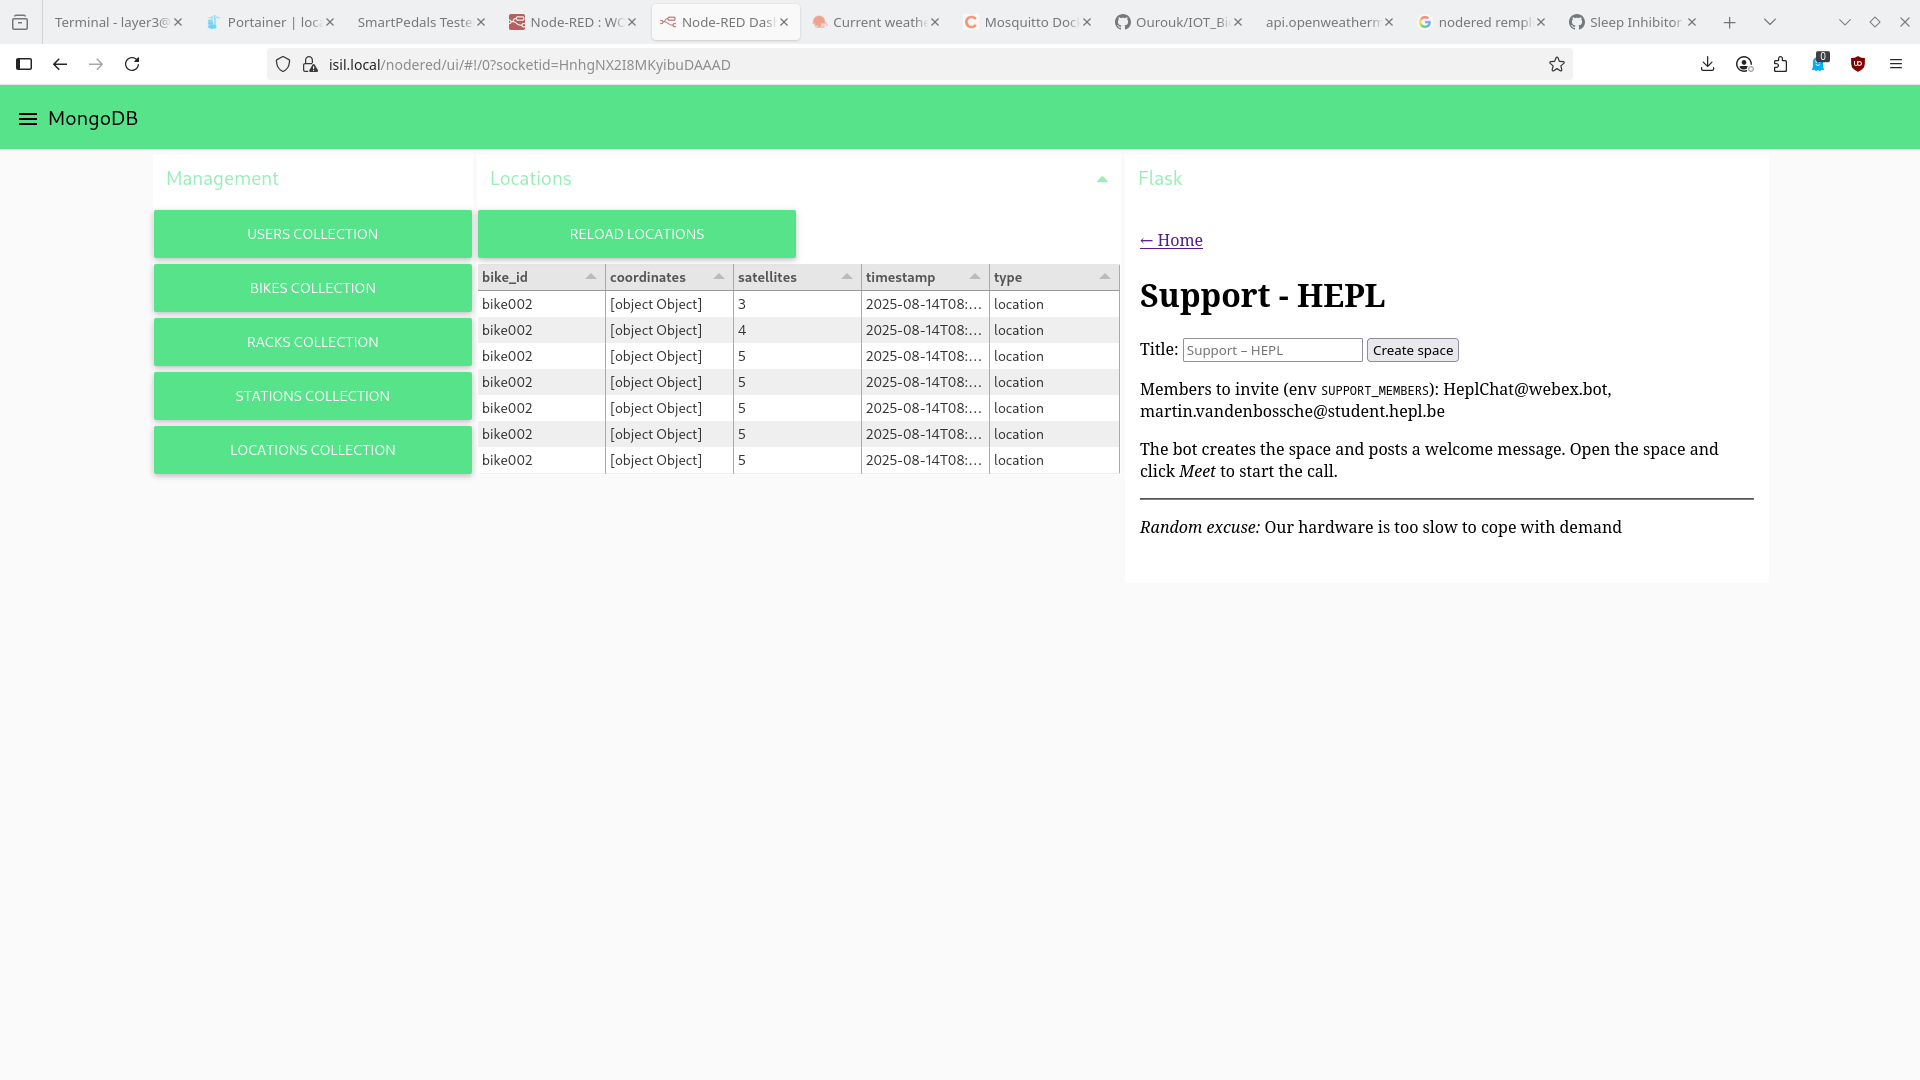 Terminal - layer3@
Portainer | loc
SmartPedals Teste
Node-RED : WC
Node-RED Das
Current weathe
Mosquitto Doc
Ourouk/IOT_Bi
api.openweatherm
nodered rempl
Sleep Inhibitor
isil.local/nodered/ui/#!/0?socketid=HnhgNX2I8MKyibuDAAAD
0
MongoDB
Management
USERS COLLECTION
BIKES COLLECTION
RACKS COLLECTION
STATIONS COLLECTION
LOCATIONS COLLECTION
Locations
RELOAD LOCATIONS
bike_id coordinates satellites timestamp type
bike002 [object Object] 3 2025-08-14T08:... location
bike002 [object Object] 4 2025-08-14T08:... location
bike002 [object Object] 5 2025-08-14T08:... location
bike002 [object Object] 5 2025-08-14T08:... location
bike002 [object Object] 5 2025-08-14T08:... location
bike002 [object Object] 5 2025-08-14T08:... location
bike002 [object Object] 5 2025-08-14T08:... location
Flask
← Home
Support - HEPL
Title: Support – HEPL Create space
Members to invite (env SUPPORT_MEMBERS): HeplChat@webex.bot,
martin.vandenbossche@student.hepl.be
The bot creates the space and posts a welcome message. Open the space and
click Meet to start the call.
Random excuse: Our hardware is too slow to cope with demand